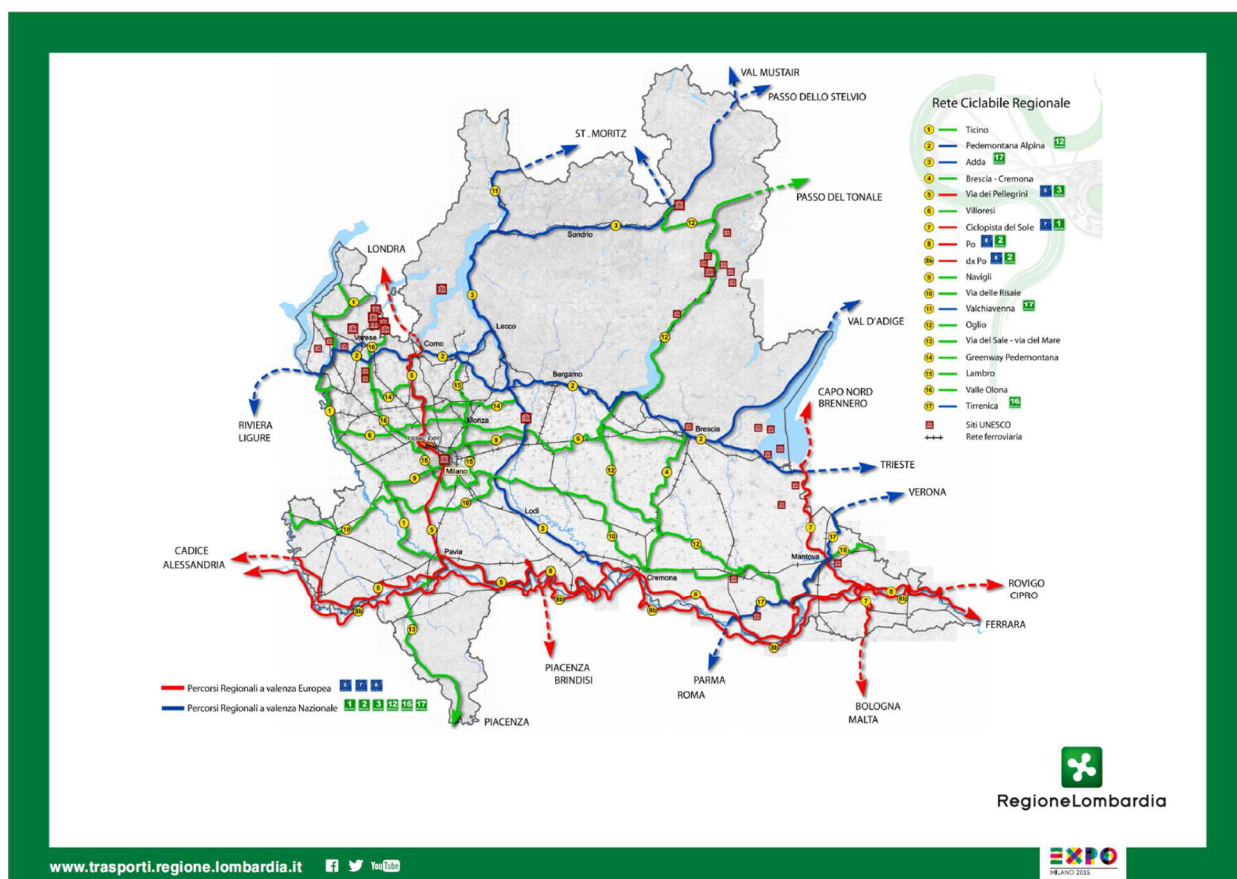 VAL MUSTAIR
PASSO DELLO STELVIO
ST . MORITZ
PASSO DEL TONALE
LONDRA
VAL D'ADIGE
CAPO NORD
BRENNERO
RIVIERA
LIGURE
TRIESTE
VERONA
CADICE
ALESSANDRIA
ROVIGO
CIPRO
FERRARA
PIACENZA
BRINDISI
PARMA
ROMA
BOLOGNA
MALTA
PIACENZA
Sondrio
Lecco
Varese
Como
Bergamo
Monza
Brescia
Milano
Lodi
Pavia
Cremona
Mantova
Rete Ciclabile Regionale
1 Ticino
2 Pedemontana Alpina 12
3 Adda 17
4 Brescia - Cremona
5 Via dei Pellegrini 5 3
6 Villoresi
7 Ciclopista del Sole 7 1
8 Po 8 2
8b dx Po 8 2
9 Navigli
10 Via delle Risaie
11 Valchiavenna 17
12 Oglio
13 Via del Sale - via del Mare
14 Greenway Pedemontana
15 Lambro
16 Valle Olona
17 Tirrenica 16
Siti UNESCO
Rete ferroviaria
Percorsi Regionali a valenza Europea 5 7 8
Percorsi Regionali a valenza Nazionale 1 2 3 12 16 17
RegioneLombardia
www.trasporti.regione.lombardia.it
YouTube
EXPO
MILANO 2015